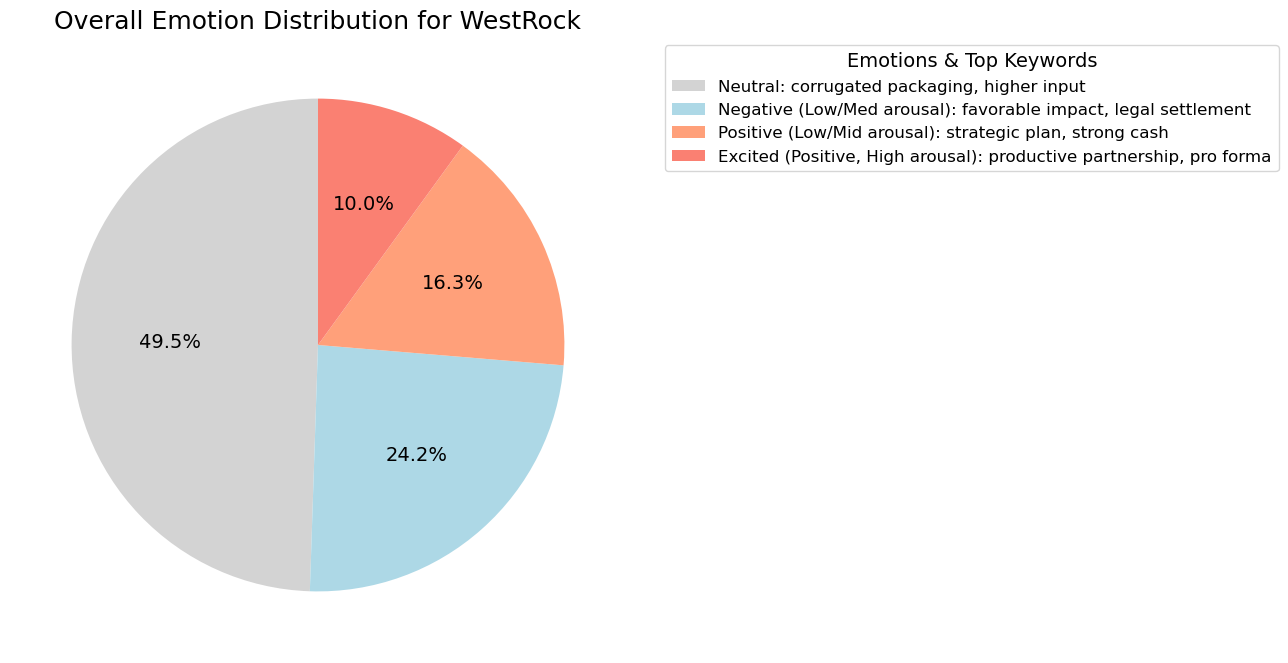 Overall Emotion Distribution for WestRock
Emotions & Top Keywords
Neutral: corrugated packaging, higher input
Negative (Low/Med arousal): favorable impact, legal settlement
Positive (Low/Mid arousal): strategic plan, strong cash
Excited (Positive, High arousal): productive partnership, pro forma
10.0%
16.3%
49.5%
24.2%